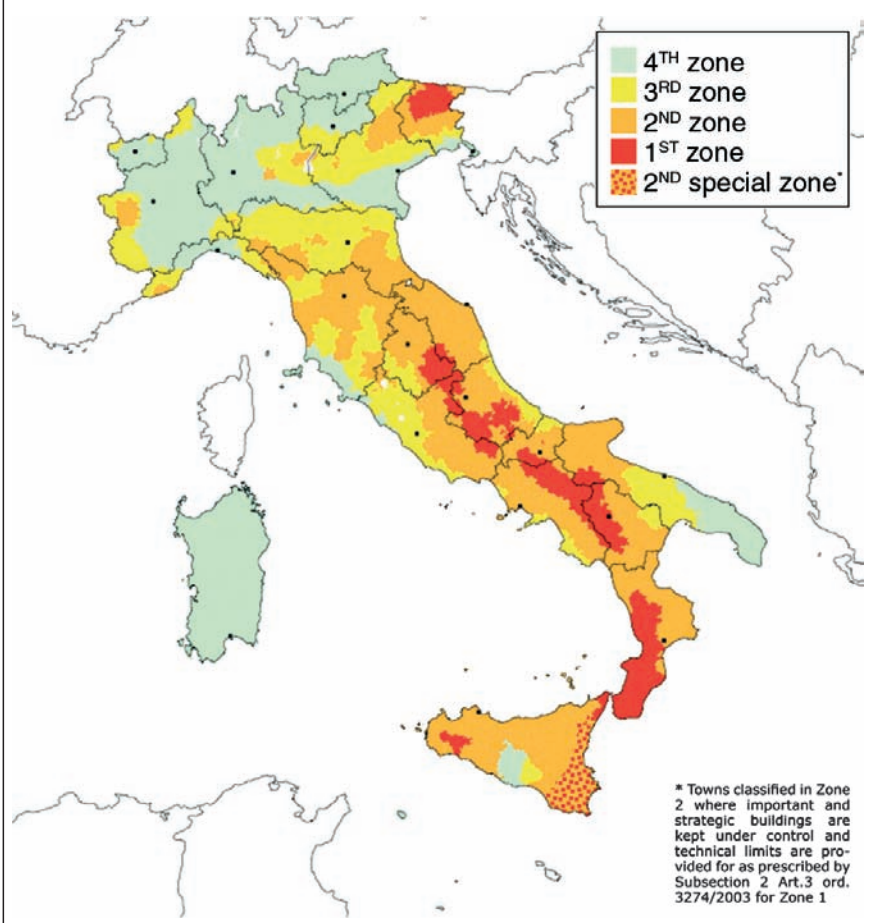 4TH zone
3RD zone
2ND zone
1ST zone
2ND special zone*
* Towns classified in Zone
2 where important and
strategic buildings are
kept under control and
technical limits are pro-
vided for as prescribed by
Subsection 2 Art.3 ord.
3274/2003 for Zone 1